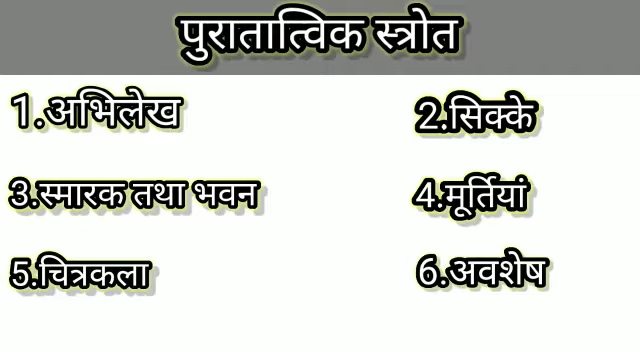 पुरातात्विक स्त्रोत
1.अभिलेख
2.सिक्के
3.स्मारक तथा भवन
4.मूर्तियां
5.चित्रकला
6.अवशेष